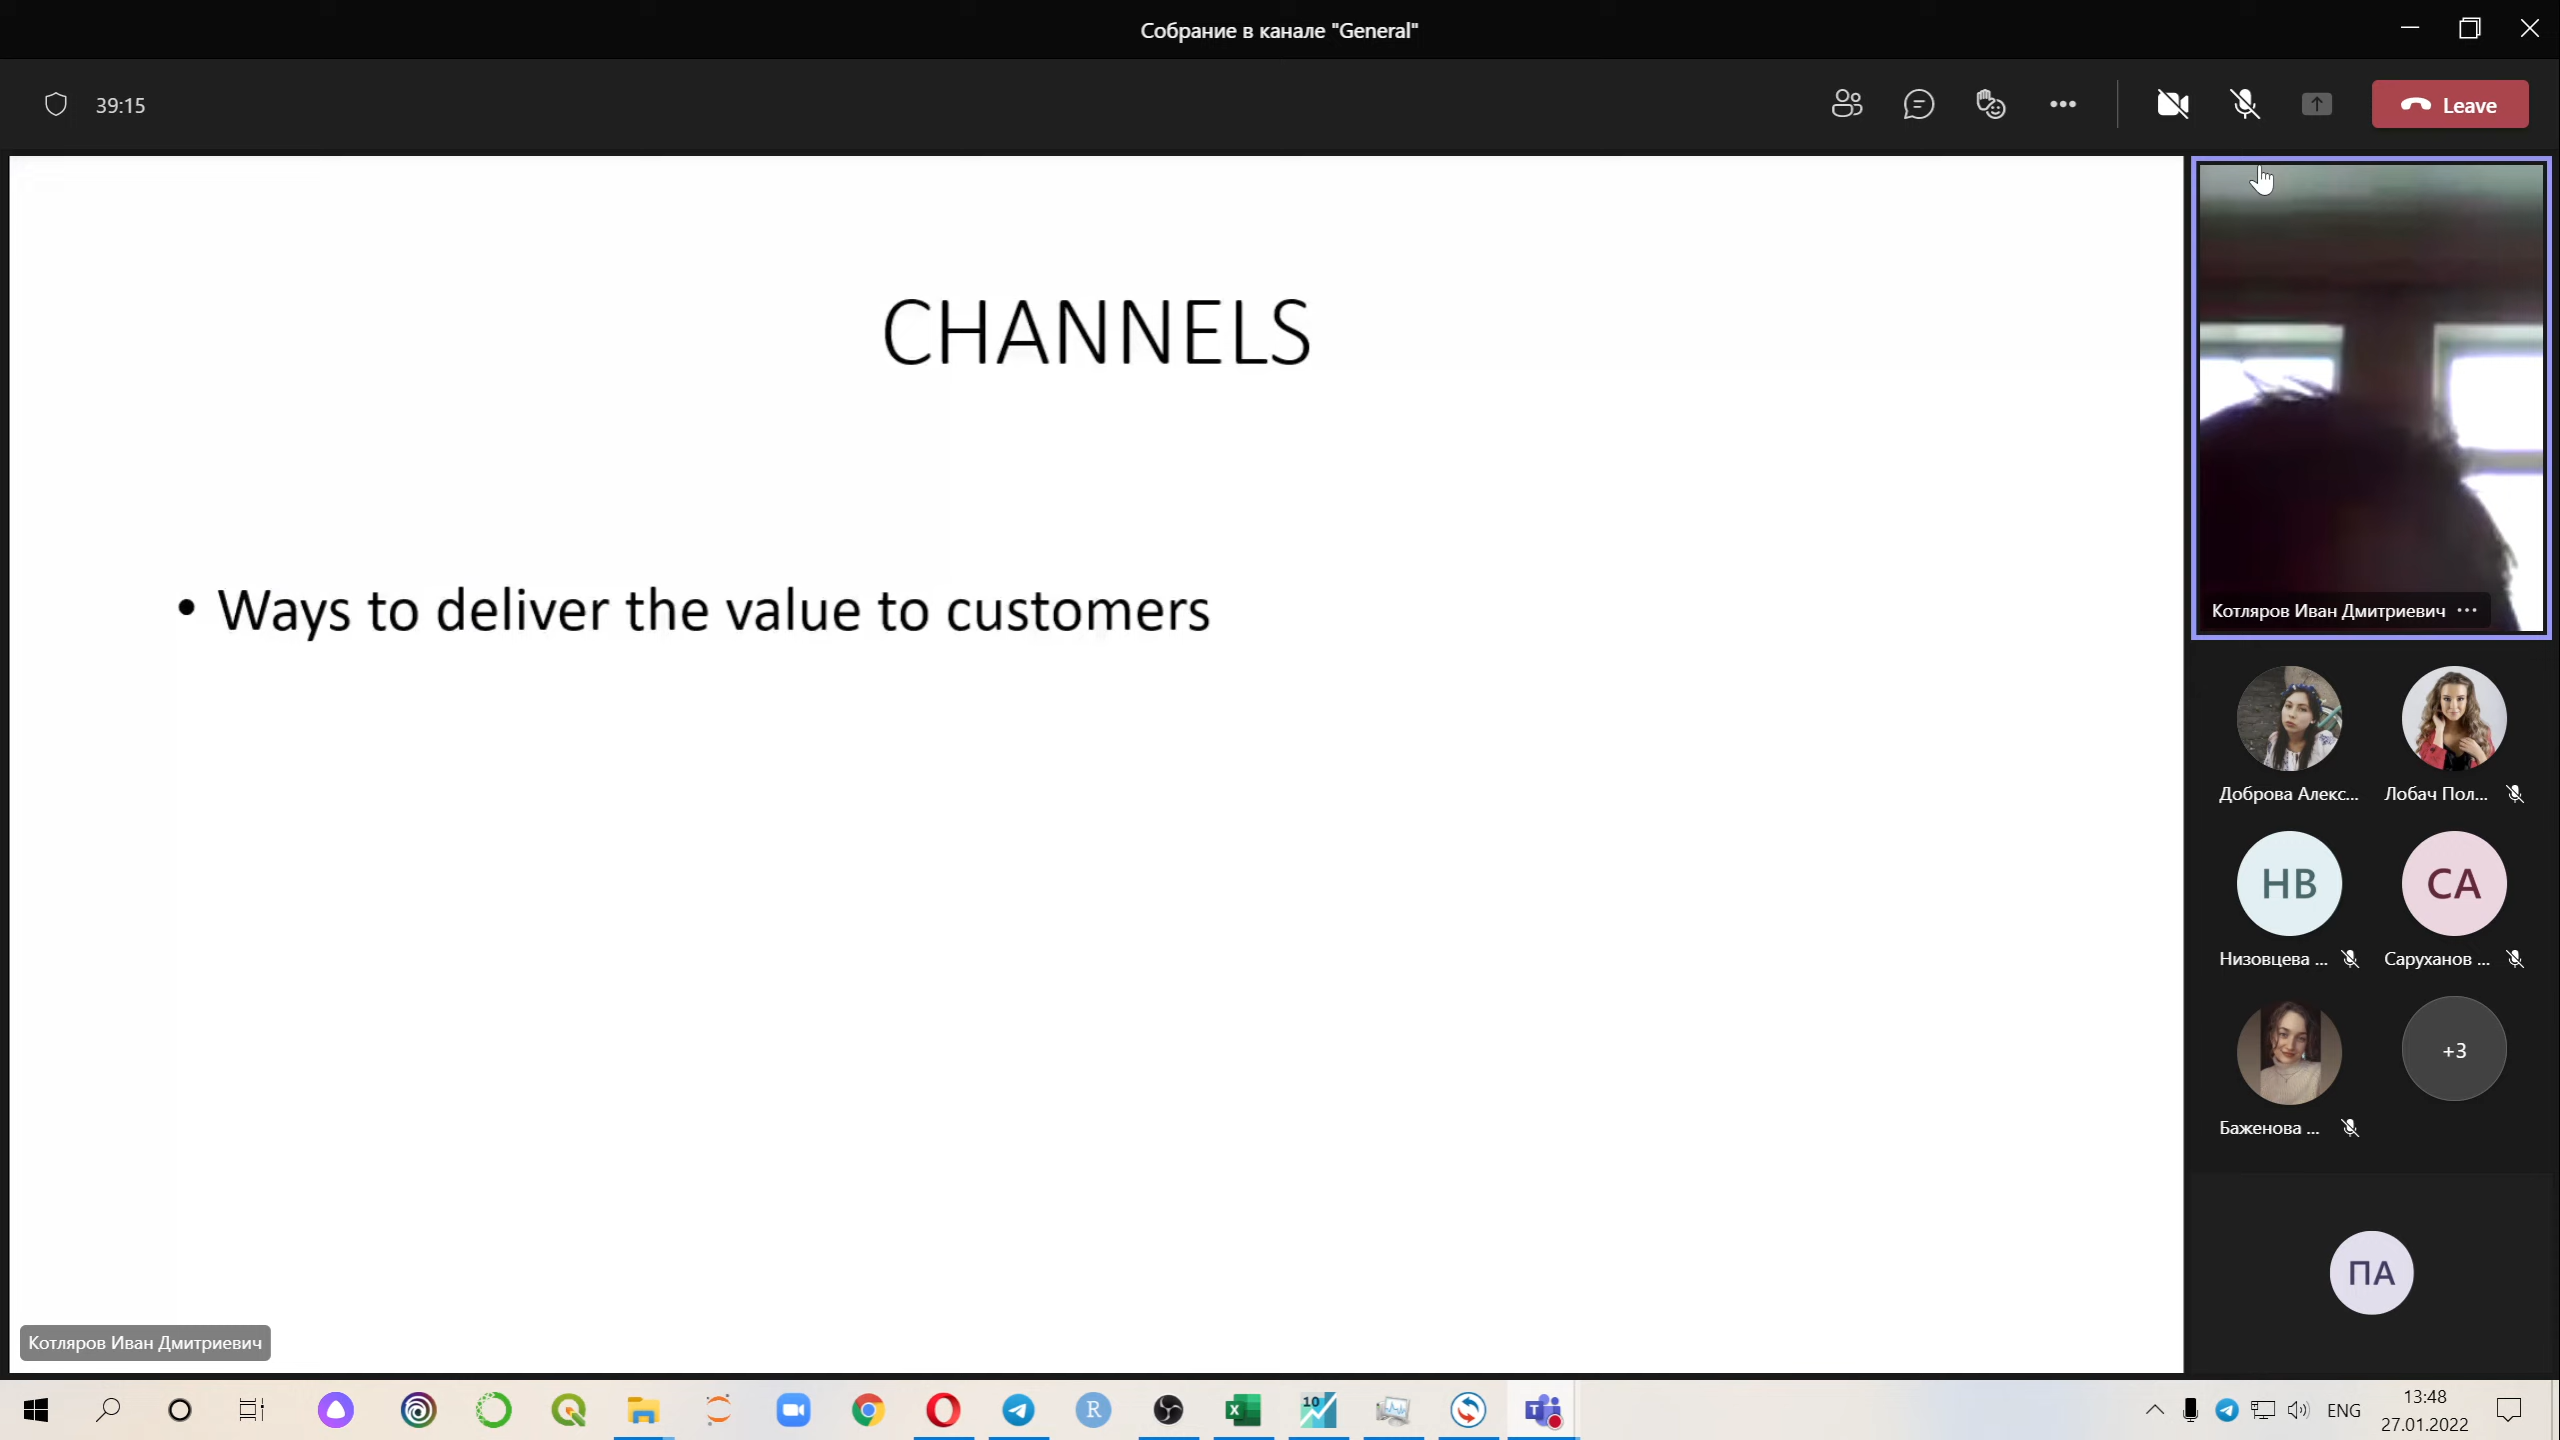 Собрание в канале "General"
39:15
Leave
CHANNELS
• Ways to deliver the value to customers
Котляров Иван Дмитриевич
Доброва Алекс...
Лобач Пол...
НВ
СА
Низовцева ...
Саруханов ...
Баженова ...
+3
ПА
Котляров Иван Дмитриевич
R
10
ENG
13:48
27.01.2022